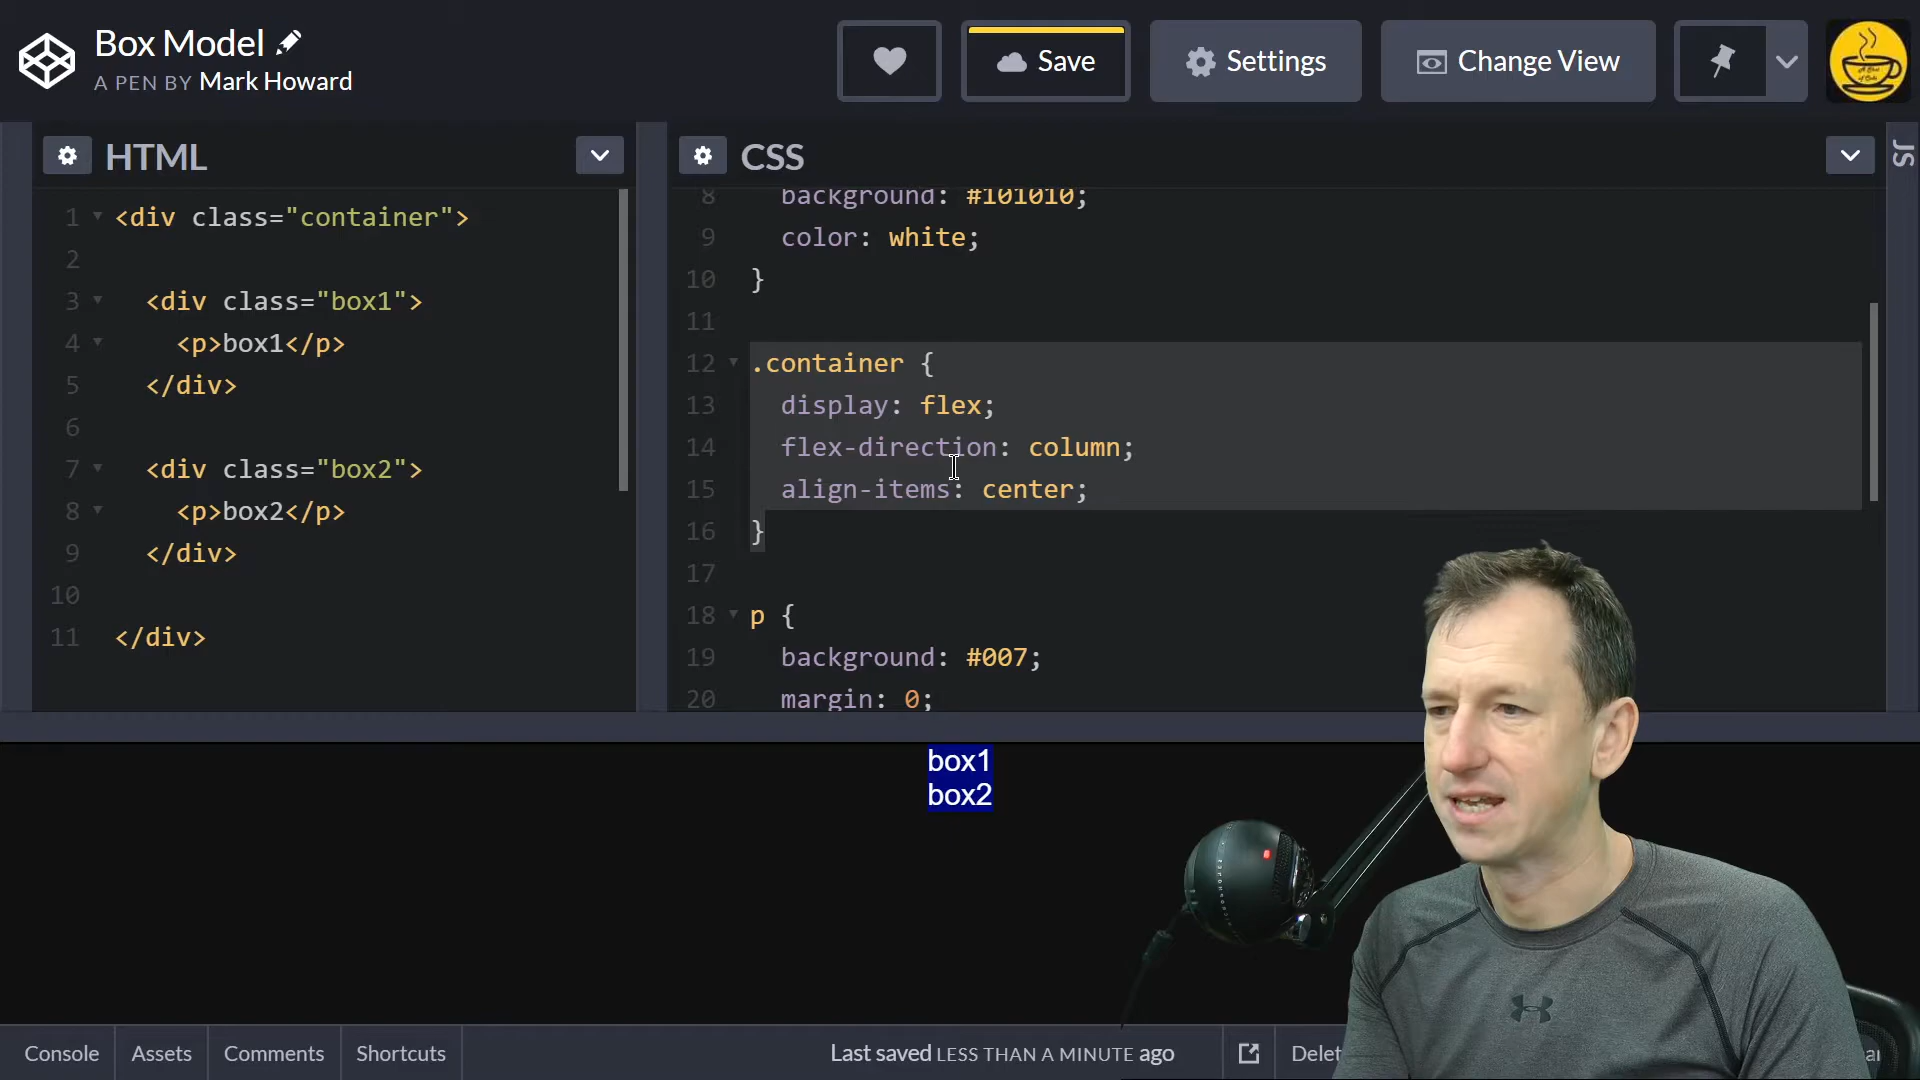 Box Model
A PEN BY Mark Howard
Save
Settings
Change View
HTML
CSS
JS
1 <div class="container">
2
3 <div class="box1">
4 <p>box1</p>
5 </div>
6
7 <div class="box2">
8 <p>box2</p>
9 </div>
10
11 </div>
8 background: #101010;
9 color: white;
10 }
11
12 .container {
13 display: flex;
14 flex-direction: column;
15 align-items: center;
16 }
17
18 p {
19 background: #007;
20 margin: 0;
box1
box2
Console
Assets
Comments
Shortcuts
Last saved LESS THAN A MINUTE ago
Delet